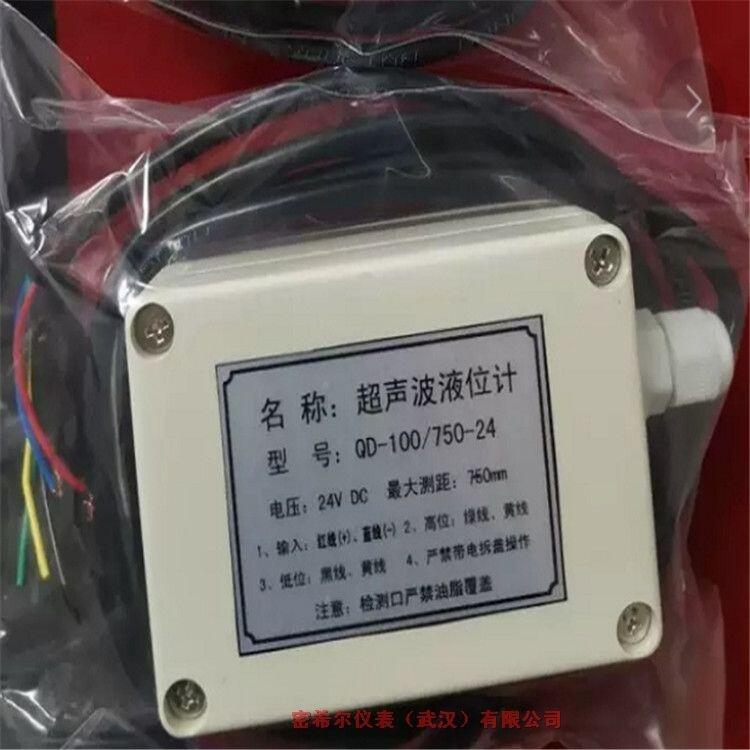 名 称：超声波液位计
型 号：QD-100/750-24
电压：24V DC 最大测距：750mm
1、输入：红线(+)、蓝线(-) 2、高位：绿线、黄线
3、低位：黑线、黄线 4、严禁带电拆盖操作
注意：检测口严禁油脂覆盖
密希尔仪表（武汉）有限公司